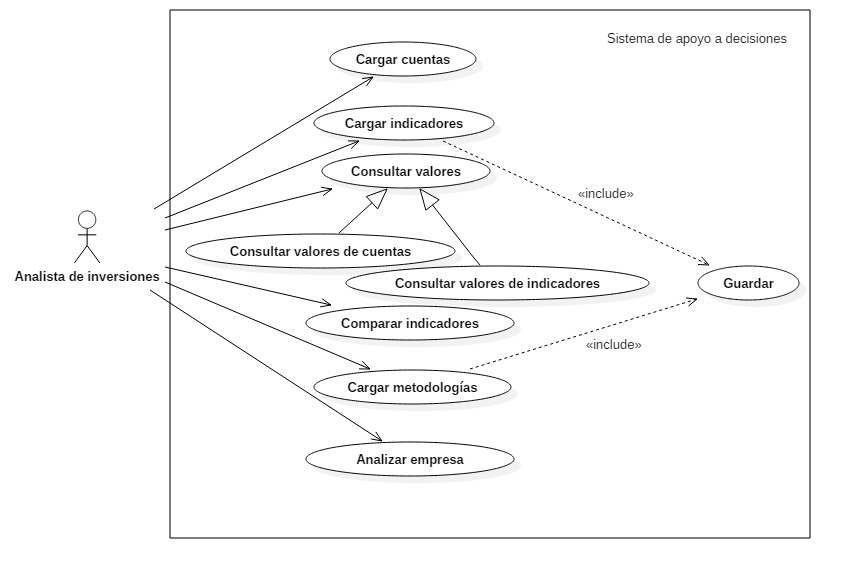 Sistema de apoyo a decisiones
Cargar cuentas
Cargar indicadores
Consultar valores
«include»
Consultar valores de cuentas
Analista de inversiones
Consultar valores de indicadores
Guardar
Comparar indicadores
«include»
Cargar metodologías
Analizar empresa